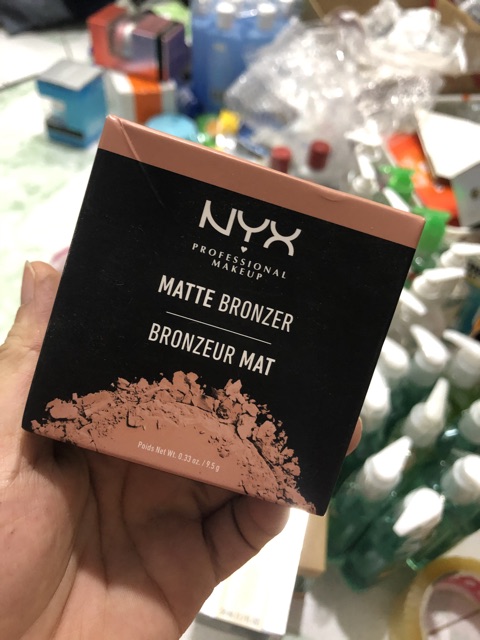 NYX
PROFESSIONAL
MAKEUP
MATTE BRONZER
BRONZEUR MAT
Poids Net Wt. 0.33 oz. / 9.5 g